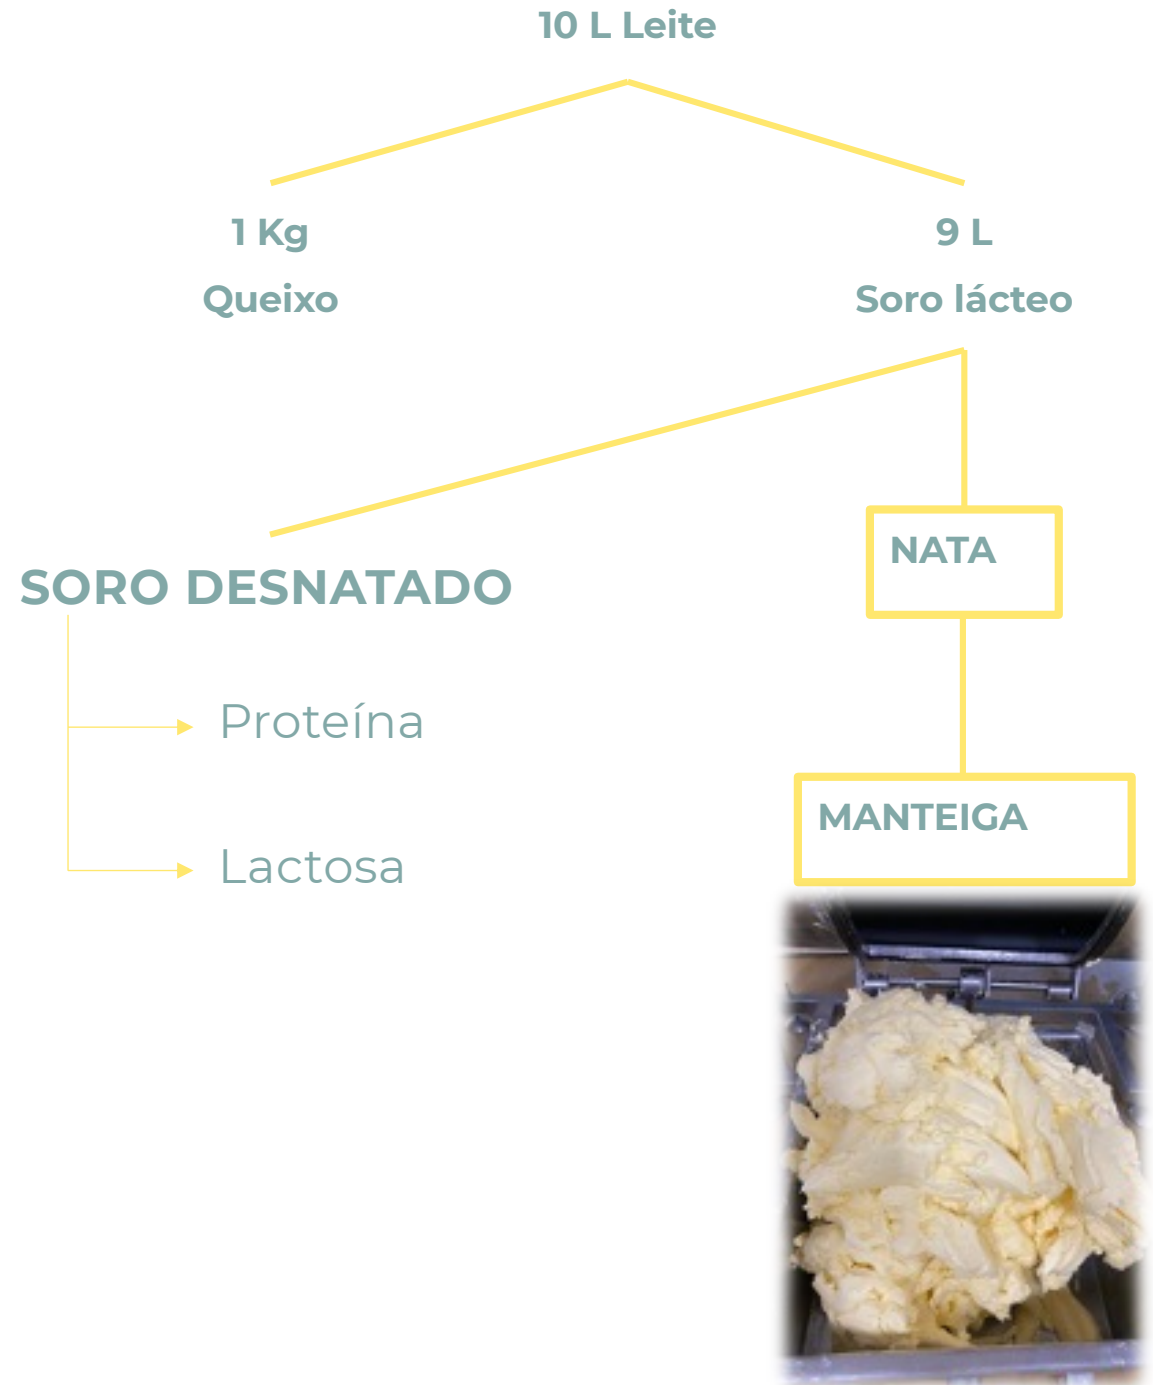 10 L Leite
1 Kg
Queixo
9 L
Soro lácteo
SORO DESNATADO
Proteína
Lactosa
NATA
MANTEIGA